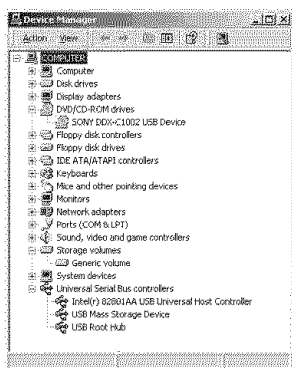 Device Manager
Action View
COMPUTER
Computer
Disk drives
Display adapters
DVD/CD-ROM drives
SONY DDX-C1002 USB Device
Floppy disk controllers
Floppy disk drives
IDE ATA/ATAPI controllers
Keyboards
Mice and other pointing devices
Monitors
Network adapters
Ports (COM & LPT)
Sound, video and game controllers
Storage volumes
Generic volume
System devices
Universal Serial Bus controllers
Intel(r) 82801AA USB Universal Host Controller
USB Mass Storage Device
USB Root Hub